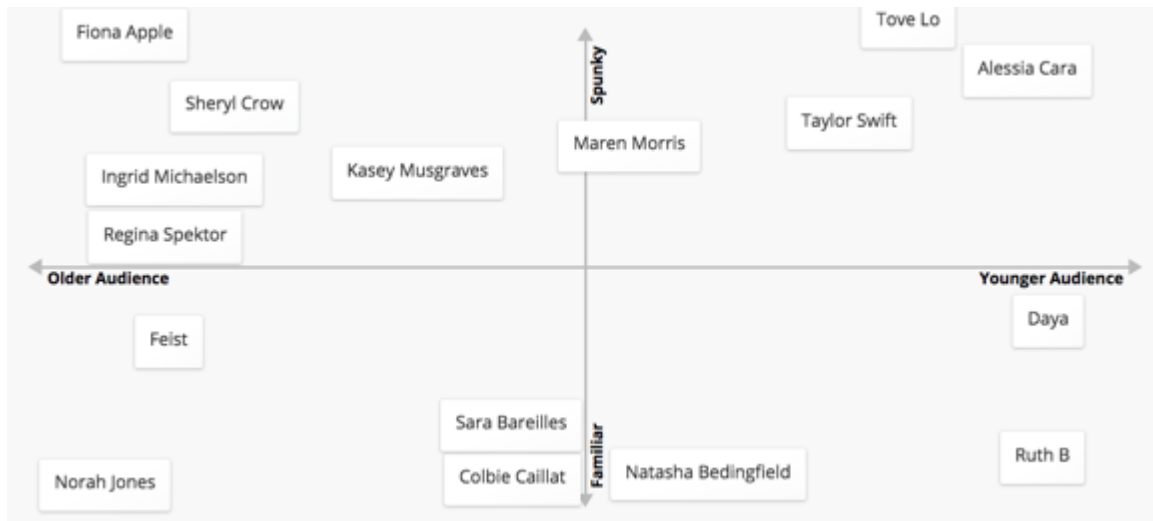 Fiona Apple
Tove Lo
Spunky
Alessia Cara
Sheryl Crow
Taylor Swift
Maren Morris
Kasey Musgraves
Ingrid Michaelson
Regina Spektor
Older Audience
Younger Audience
Daya
Feist
Sara Bareilles
Familiar
Ruth B
Colbie Caillat
Natasha Bedingfield
Norah Jones